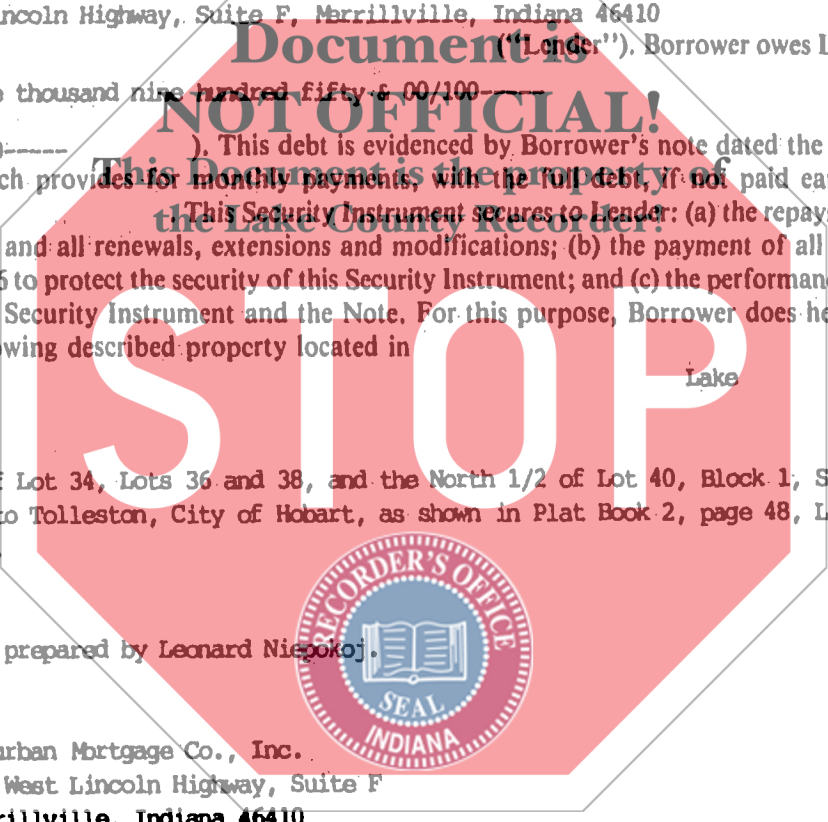 ncoln Highway, Suite F, Merrillville, Indiana 46410
Document is
("Lender"). Borrower owes L
thousand nine hundred fifty & 00/100-----
NOT OFFICIAL!
)----- ). This debt is evidenced by Borrower's note dated the
This Document is the property of
ch provides for monthly payments, with the full debt, if not paid ea
the Lake County Recorder!
. This Security Instrument secures to Lender: (a) the repay
and all renewals, extensions and modifications; (b) the payment of all
6 to protect the security of this Security Instrument; and (c) the performan
Security Instrument and the Note. For this purpose, Borrower does he
owing described property located in
Lake
STOP
f Lot 34, Lots 36 and 38, and the North 1/2 of Lot 40, Block 1, S
to Tolleston, City of Hobart, as shown in Plat Book 2, page 48, L
RECORDER'S OFFICE
prepared by Leonard Niepokoj.
SEAL
INDIANA
urban Mortgage Co., Inc.
West Lincoln Highway, Suite F
rrillville, Indiana 46410